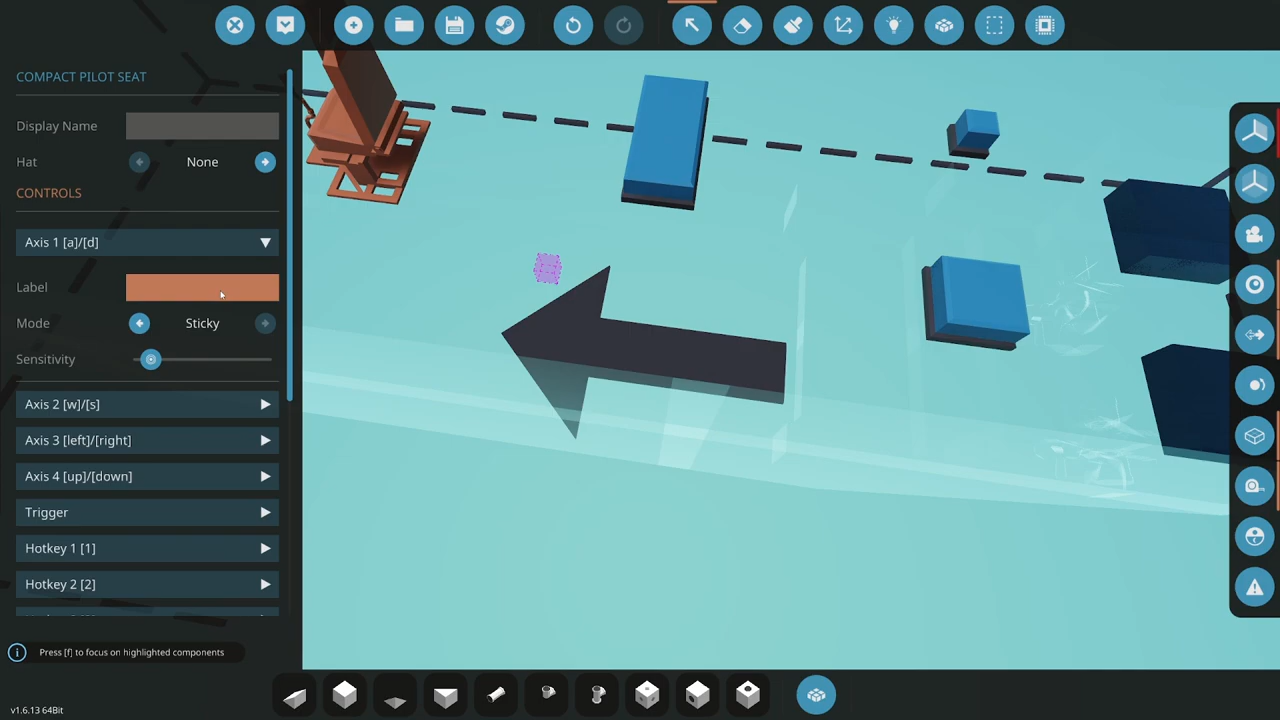 COMPACT PILOT SEAT
Display Name
Hat None
CONTROLS
Axis 1 [a]/[d]
Label
Mode Sticky
Sensitivity
Axis 2 [w]/[s]
Axis 3 [left]/[right]
Axis 4 [up]/[down]
Trigger
Hotkey 1 [1]
Hotkey 2 [2]
Press [f] to focus on highlighted components
v1.6.13 64Bit